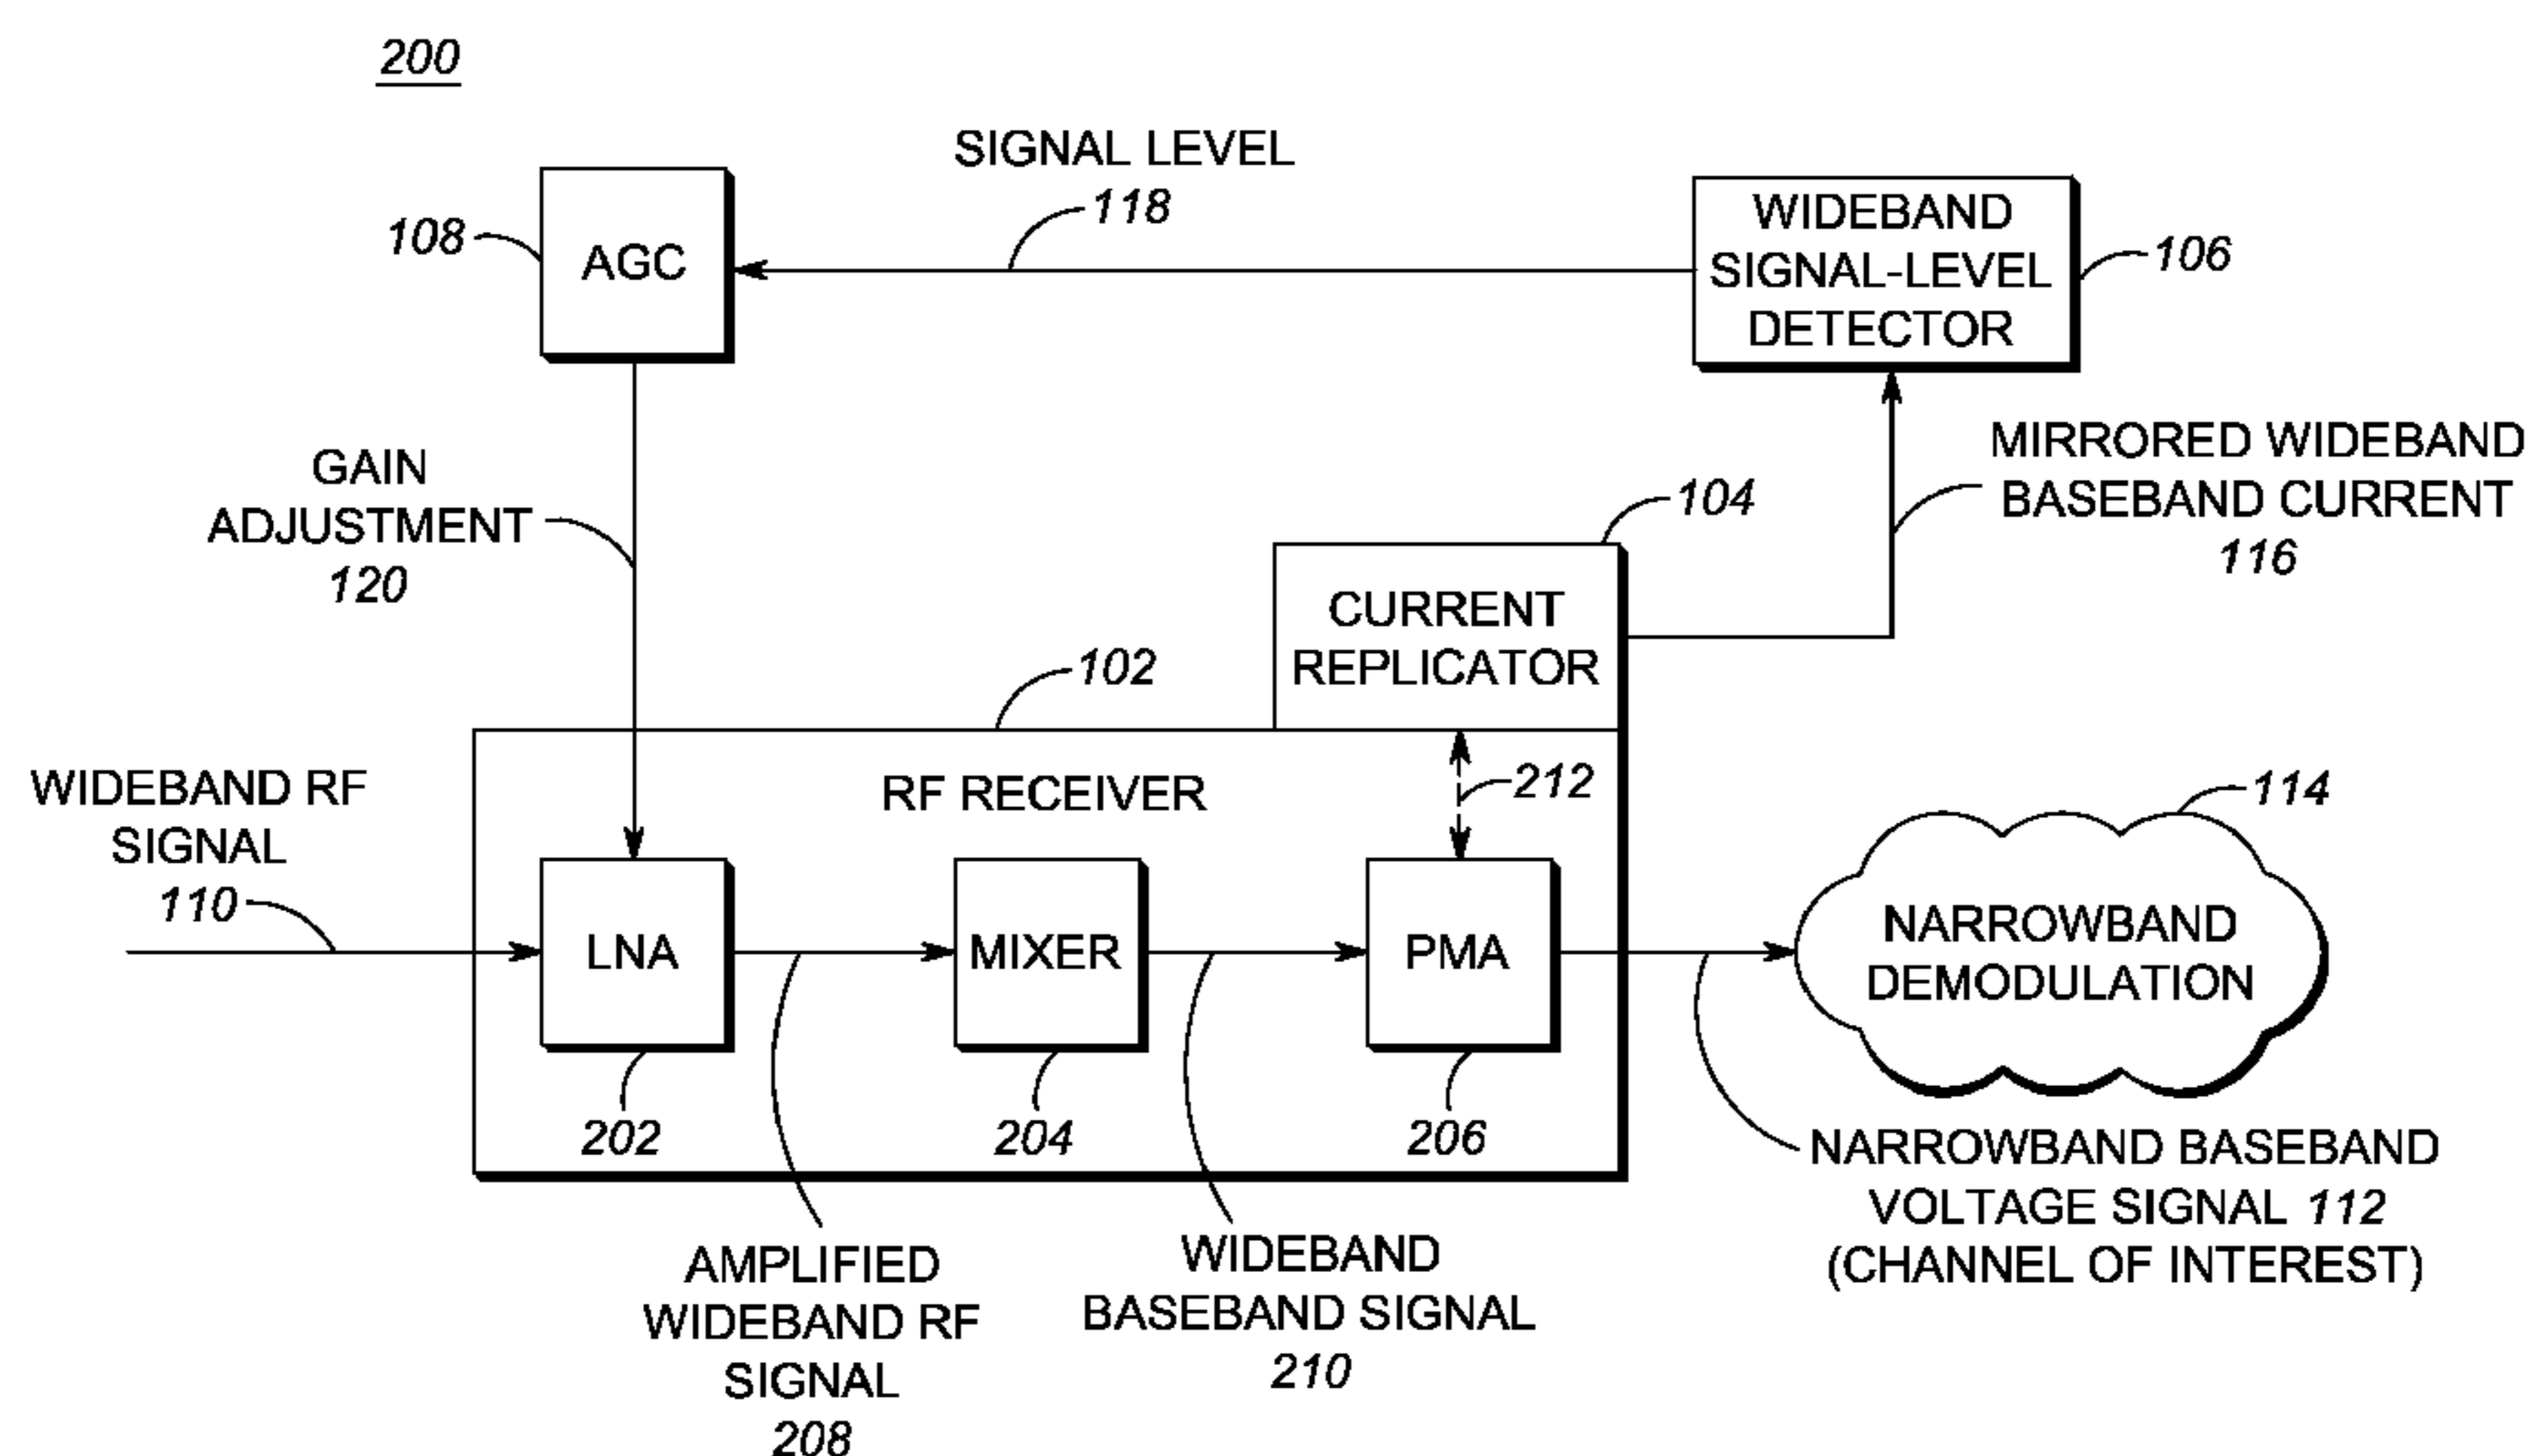 200
SIGNAL LEVEL
118
108
AGC
WIDEBAND
SIGNAL-LEVEL
DETECTOR
106
GAIN
ADJUSTMENT
120
MIRRORED WIDEBAND
BASEBAND CURRENT
116
104
CURRENT
REPLICATOR
102
WIDEBAND RF
SIGNAL
110
RF RECEIVER
212
114
LNA
MIXER
PMA
NARROWBAND
DEMODULATION
202
204
206
AMPLIFIED
WIDEBAND RF
SIGNAL
208
WIDEBAND
BASEBAND SIGNAL
210
NARROWBAND BASEBAND
VOLTAGE SIGNAL 112
(CHANNEL OF INTEREST)